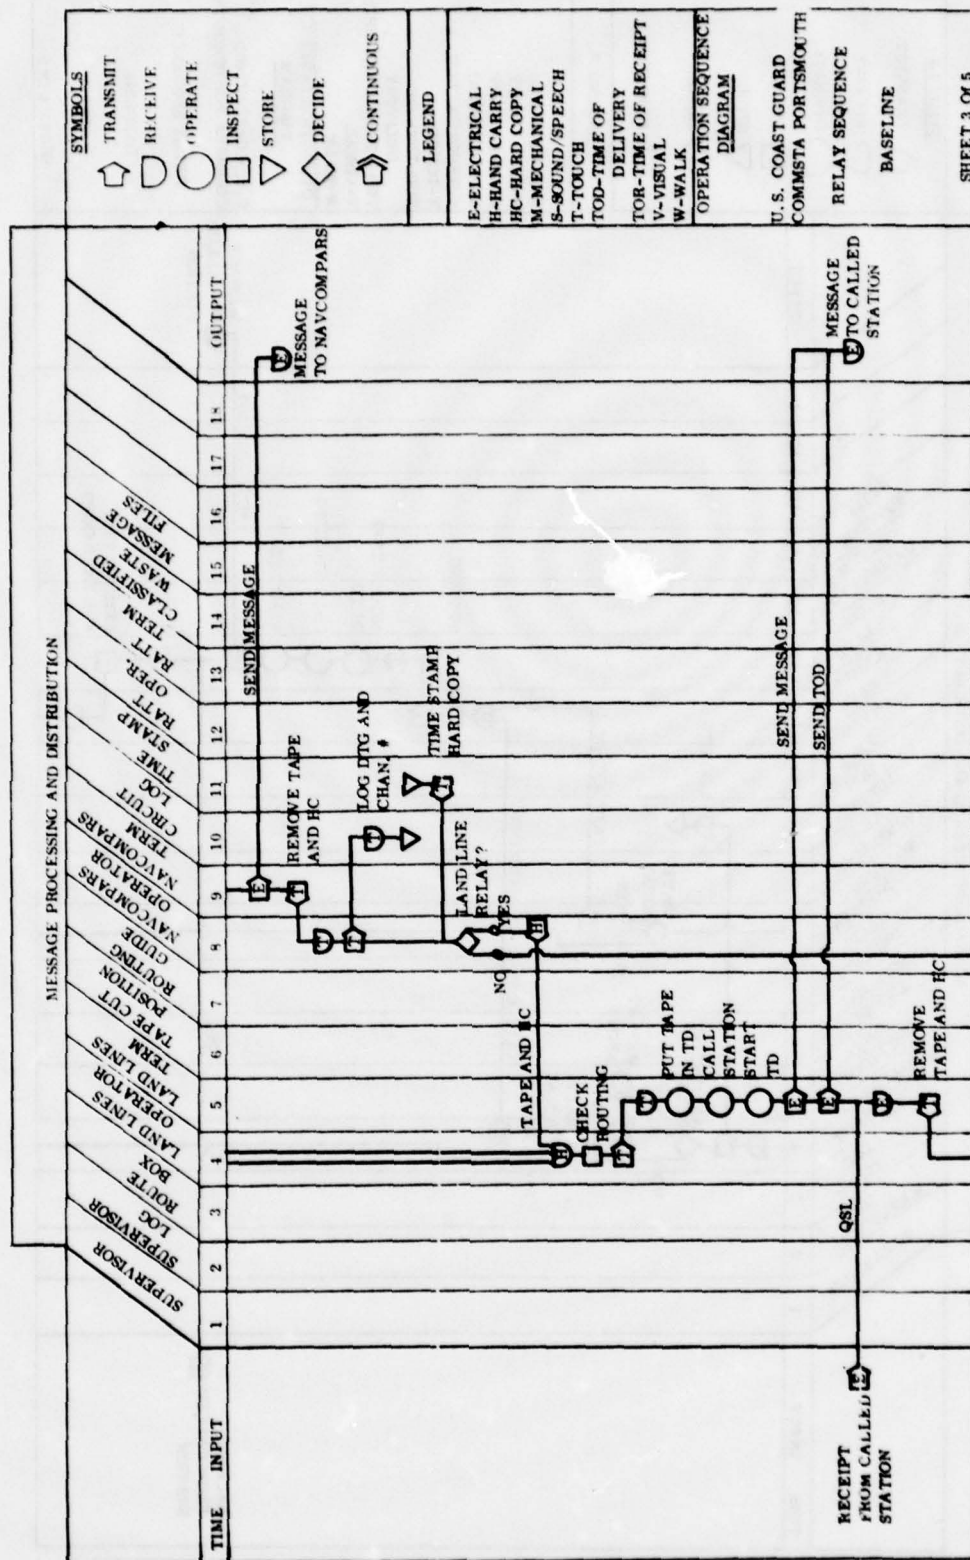 MESSAGE PROCESSING AND DISTRIBUTION
SUPERVISOR
SUPERVISOR
LOG
ROUTE
BOX
LAND LINES
OPERATOR
LAND LINES
TERM
TAPE CUT
POSITION
ROUTING
GUIDE
NAVCOMPARS
OPERATOR
NAVCOMPARS
TERM
CIRCUIT
LOG
TIME
STAMP
RATT
OPER.
RATT
TERM
CLASSIFIED
WASTE
MESSAGE
FILES
TIME INPUT 1 2 3 4 5 6 7 8 9 10 11 12 13 14 15 16 17 18 OUTPUT
SEND MESSAGE
E
E
MESSAGE
TO NAVCOMPARS
T
REMOVE TAPE
AND HC
T
T
T
LOG DTG AND
CHAN. #
T
TIME STAMP
HARD COPY
LAND LINE
RELAY?
NO
YES
H
TAPE AND HC
H
CHECK
ROUTING
T
T
PUT TAPE
IN TD
CALL
STATION
START
TD
E
SEND MESSAGE
E
SEND TOD
E
MESSAGE
TO CALLED
STATION
RECEIPT
FROM CALLED
STATION
E
QSL
E
T
REMOVE
TAPE AND HC
SYMBOLS
TRANSMIT
RECEIVE
OPERATE
INSPECT
STORE
DECIDE
CONTINUOUS
LEGEND
E-ELECTRICAL
H-HAND CARRY
HC-HARD COPY
M-MECHANICAL
S-SOUND/SPEECH
T-TOUCH
TOD-TIME OF
DELIVERY
TOR-TIME OF RECEIPT
V-VISUAL
W-WALK
OPERATION SEQUENCE
DIAGRAM
U. S. COAST GUARD
COMMSTA PORTSMOUTH
RELAY SEQUENCE
BASELINE
SHEET 3 OF 5